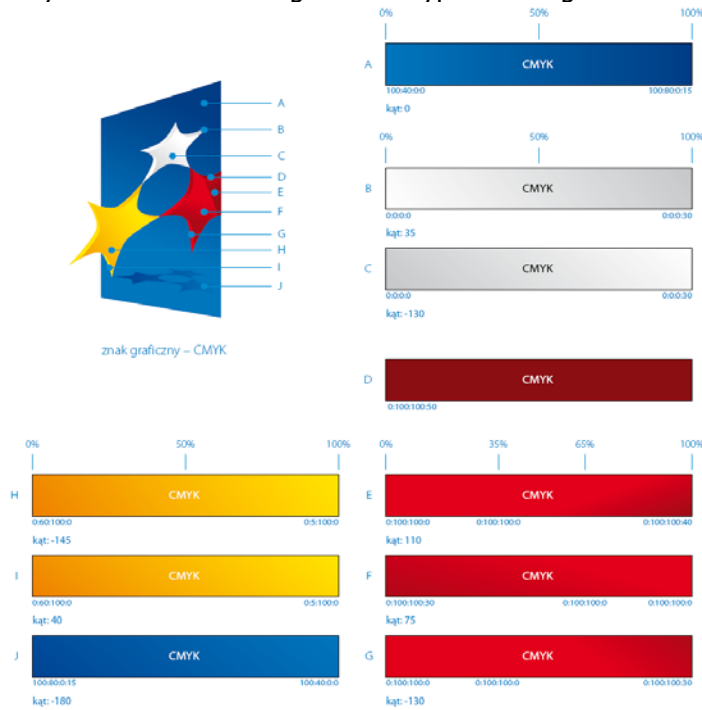 0% 50% 100%
A CMYK
100:40:0:0 100:80:0:15
kąt: 0
A
B
C
D
E
F
G
H
I
J
znak graficzny – CMYK
0% 50% 100%
B CMYK
0:0:0:0 0:0:0:30
kąt: 35
C CMYK
0:0:0:0 0:0:0:30
kąt: -130
D CMYK
0:100:100:50
0% 50% 100%
H CMYK
0:60:100:0 0:5:100:0
kąt: -145
I CMYK
0:60:100:0 0:5:100:0
kąt: 40
J CMYK
100:80:0:15 100:40:0:0
kąt: -180
0% 35% 65% 100%
E CMYK
0:100:100:0 0:100:100:0 0:100:100:40
kąt: 110
F CMYK
0:100:100:30 0:100:100:0 0:100:100:0
kąt: 75
G CMYK
0:100:100:0 0:100:100:0 0:100:100:30
kąt: -130